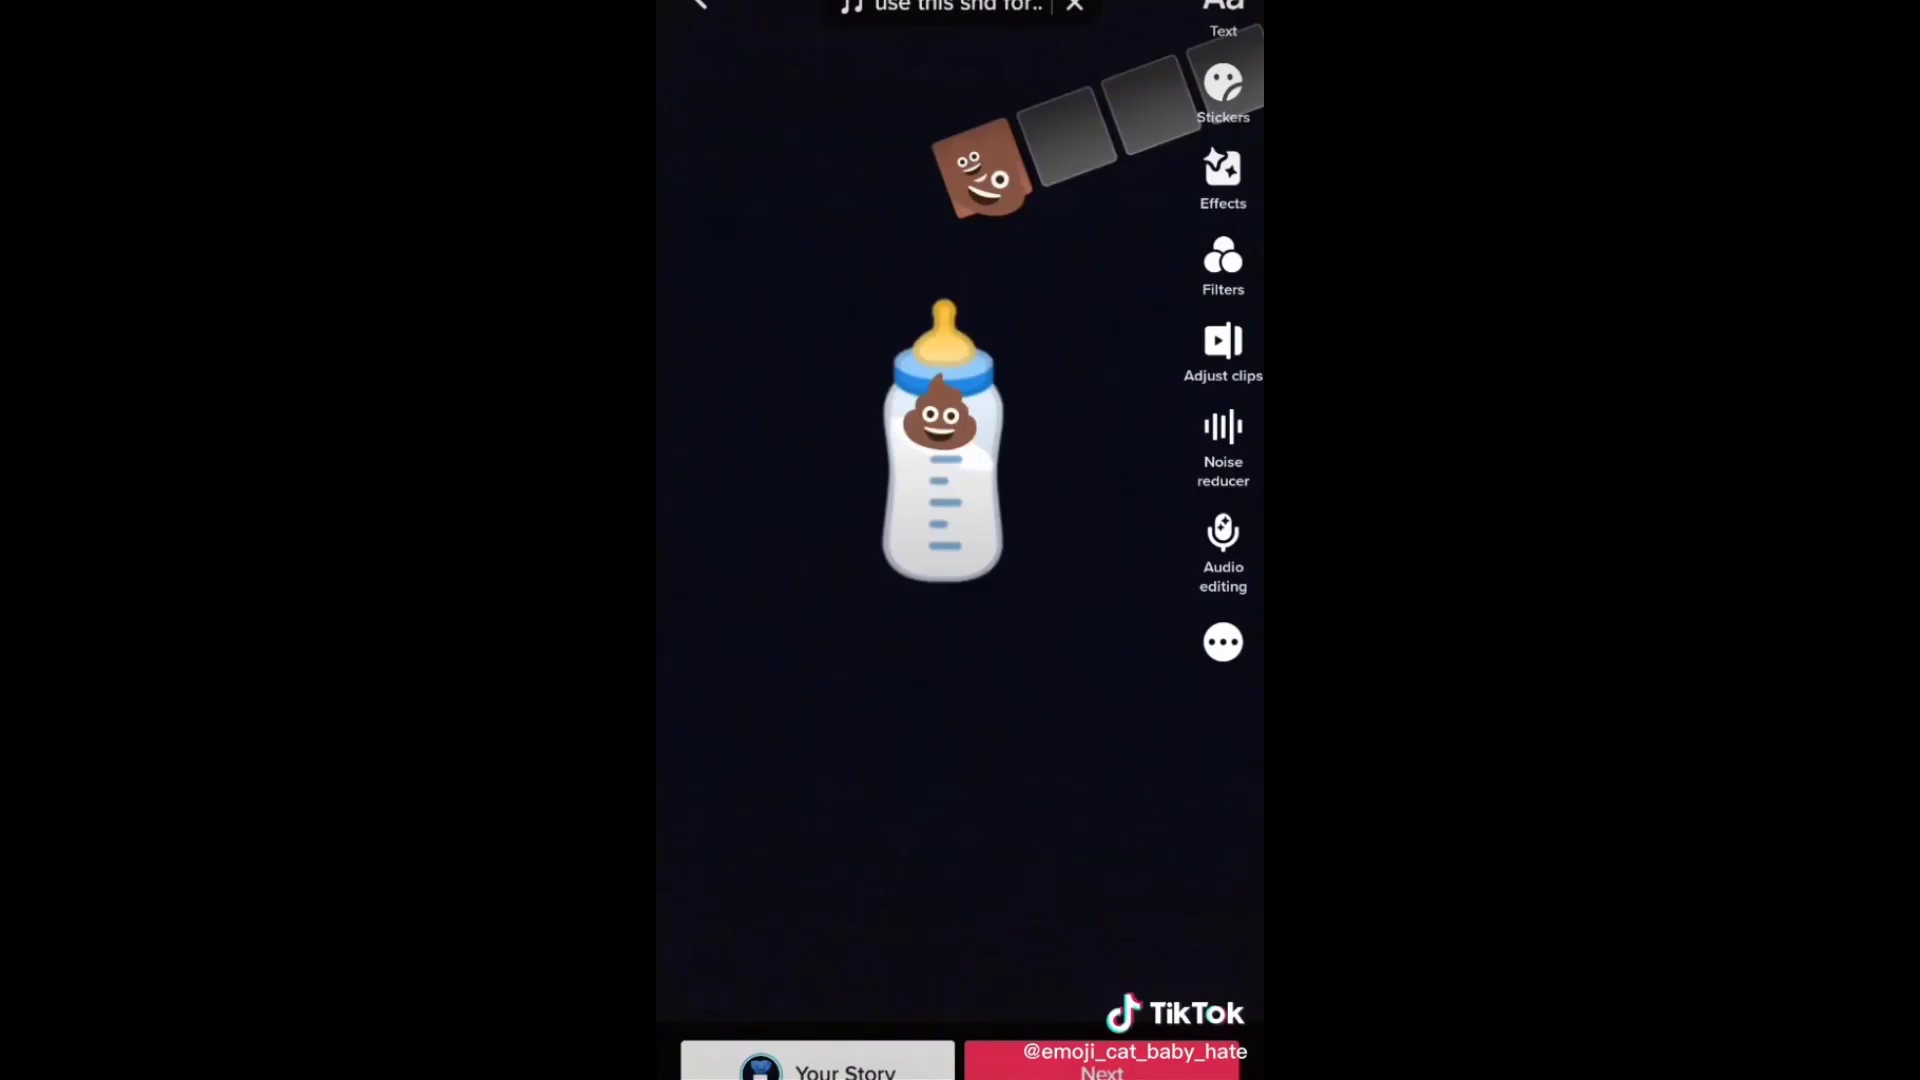 use this snd for..
Text
Stickers
Effects
Filters
Adjust clips
Noise
reducer
Audio
editing
TikTok
@emoji_cat_baby_hate
Your Story
Next